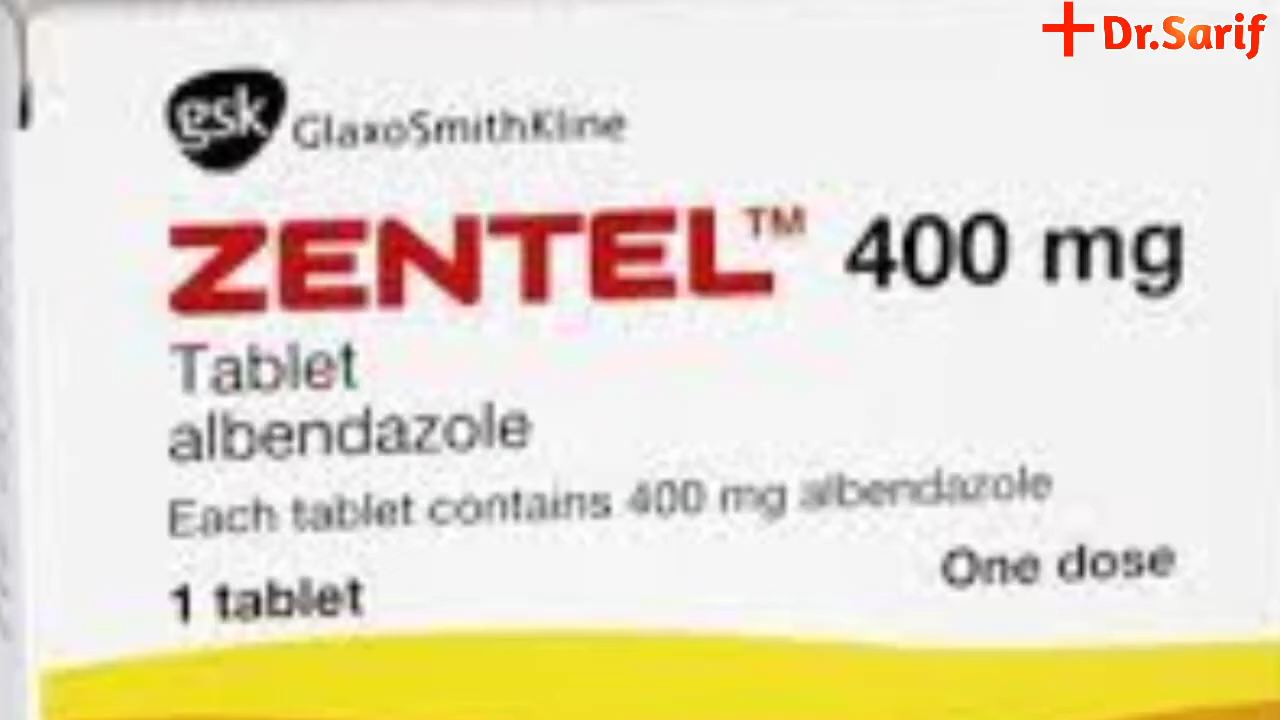 +Dr.Sarif
gsk GlaxoSmithKline
ZENTEL™ 400 mg
Tablet
albendazole
Each tablet contains 400 mg albendazole
One dose
1 tablet